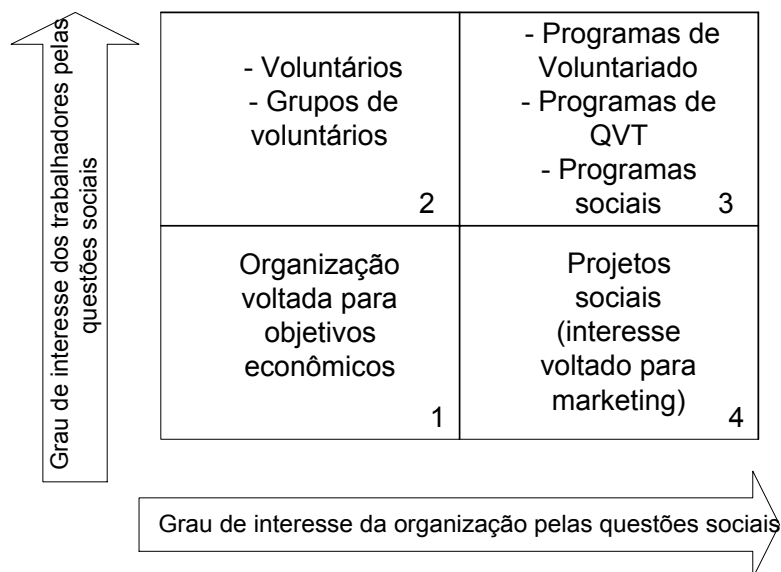 Grau de interesse dos trabalhadores pelas
questões sociais
- Voluntários
- Grupos de
voluntários
2
- Programas de
Voluntariado
- Programas de
QVT
- Programas
sociais 3
Organização
voltada para
objetivos
econômicos
1
Projetos
sociais
(interesse
voltado para
marketing)
4
Grau de interesse da organização pelas questões sociais